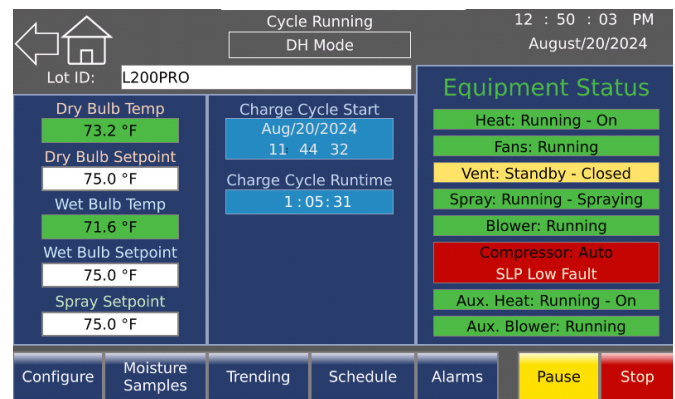 Cycle Running
DH Mode
12 : 50 : 03 PM
August/20/2024
Lot ID: L200PRO
Dry Bulb Temp
73.2 °F
Dry Bulb Setpoint
75.0 °F
Wet Bulb Temp
71.6 °F
Wet Bulb Setpoint
75.0 °F
Spray Setpoint
75.0 °F
Charge Cycle Start
Aug/20/2024
11 44 32
Charge Cycle Runtime
1 : 05 : 31
Equipment Status
Heat: Running - On
Fans: Running
Vent: Standby - Closed
Spray: Running - Spraying
Blower: Running
Compressor: Auto
SLP Low Fault
Aux. Heat: Running - On
Aux. Blower: Running
Configure
Moisture
Samples
Trending
Schedule
Alarms
Pause
Stop